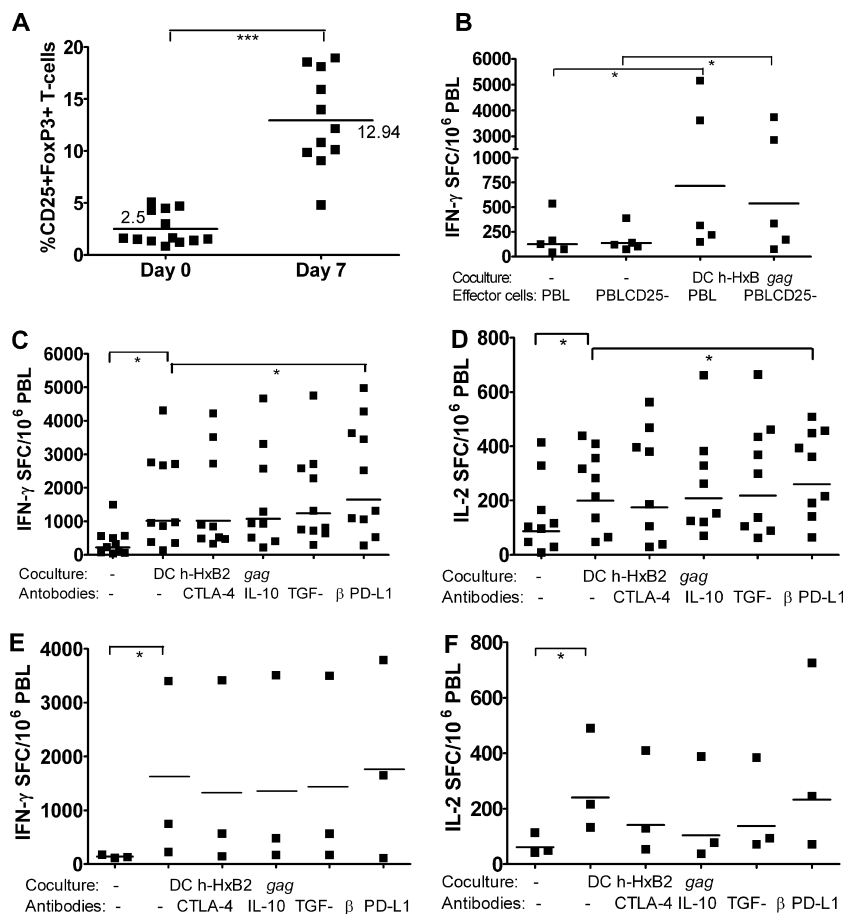 A
***
%CD25+FoxP3+ T-cells
20
15
10
5
0
2.5
12.94
Day 0
Day 7
B
*
*
IFN-γ SFC/10⁶ PBL
6000
5000
4000
3000
2000
1000
750
500
250
0
Coculture: - - DC h-HxB gag
Effector cells: PBL PBLCD25- PBL PBLCD25-
C
*
*
IFN-γ SFC/10⁶ PBL
6000
5000
4000
3000
2000
1000
0
Coculture: - DC h-HxB2 gag
Antobodies: - - CTLA-4 IL-10 TGF- β PD-L1
D
*
*
IL-2 SFC/10⁶ PBL
800
600
400
200
0
Coculture: - DC h-HxB2 gag
Antibodies: - - CTLA-4 IL-10 TGF- β PD-L1
E
*
IFN-γ SFC/10⁶ PBL
4000
3000
2000
1000
0
Coculture: - DC h-HxB2 gag
Antibodies: - - CTLA-4 IL-10 TGF- β PD-L1
F
*
IL-2 SFC/10⁶ PBL
800
600
400
200
0
Coculture: - DC h-HxB2 gag
Antibodies: - - CTLA-4 IL-10 TGF- β PD-L1